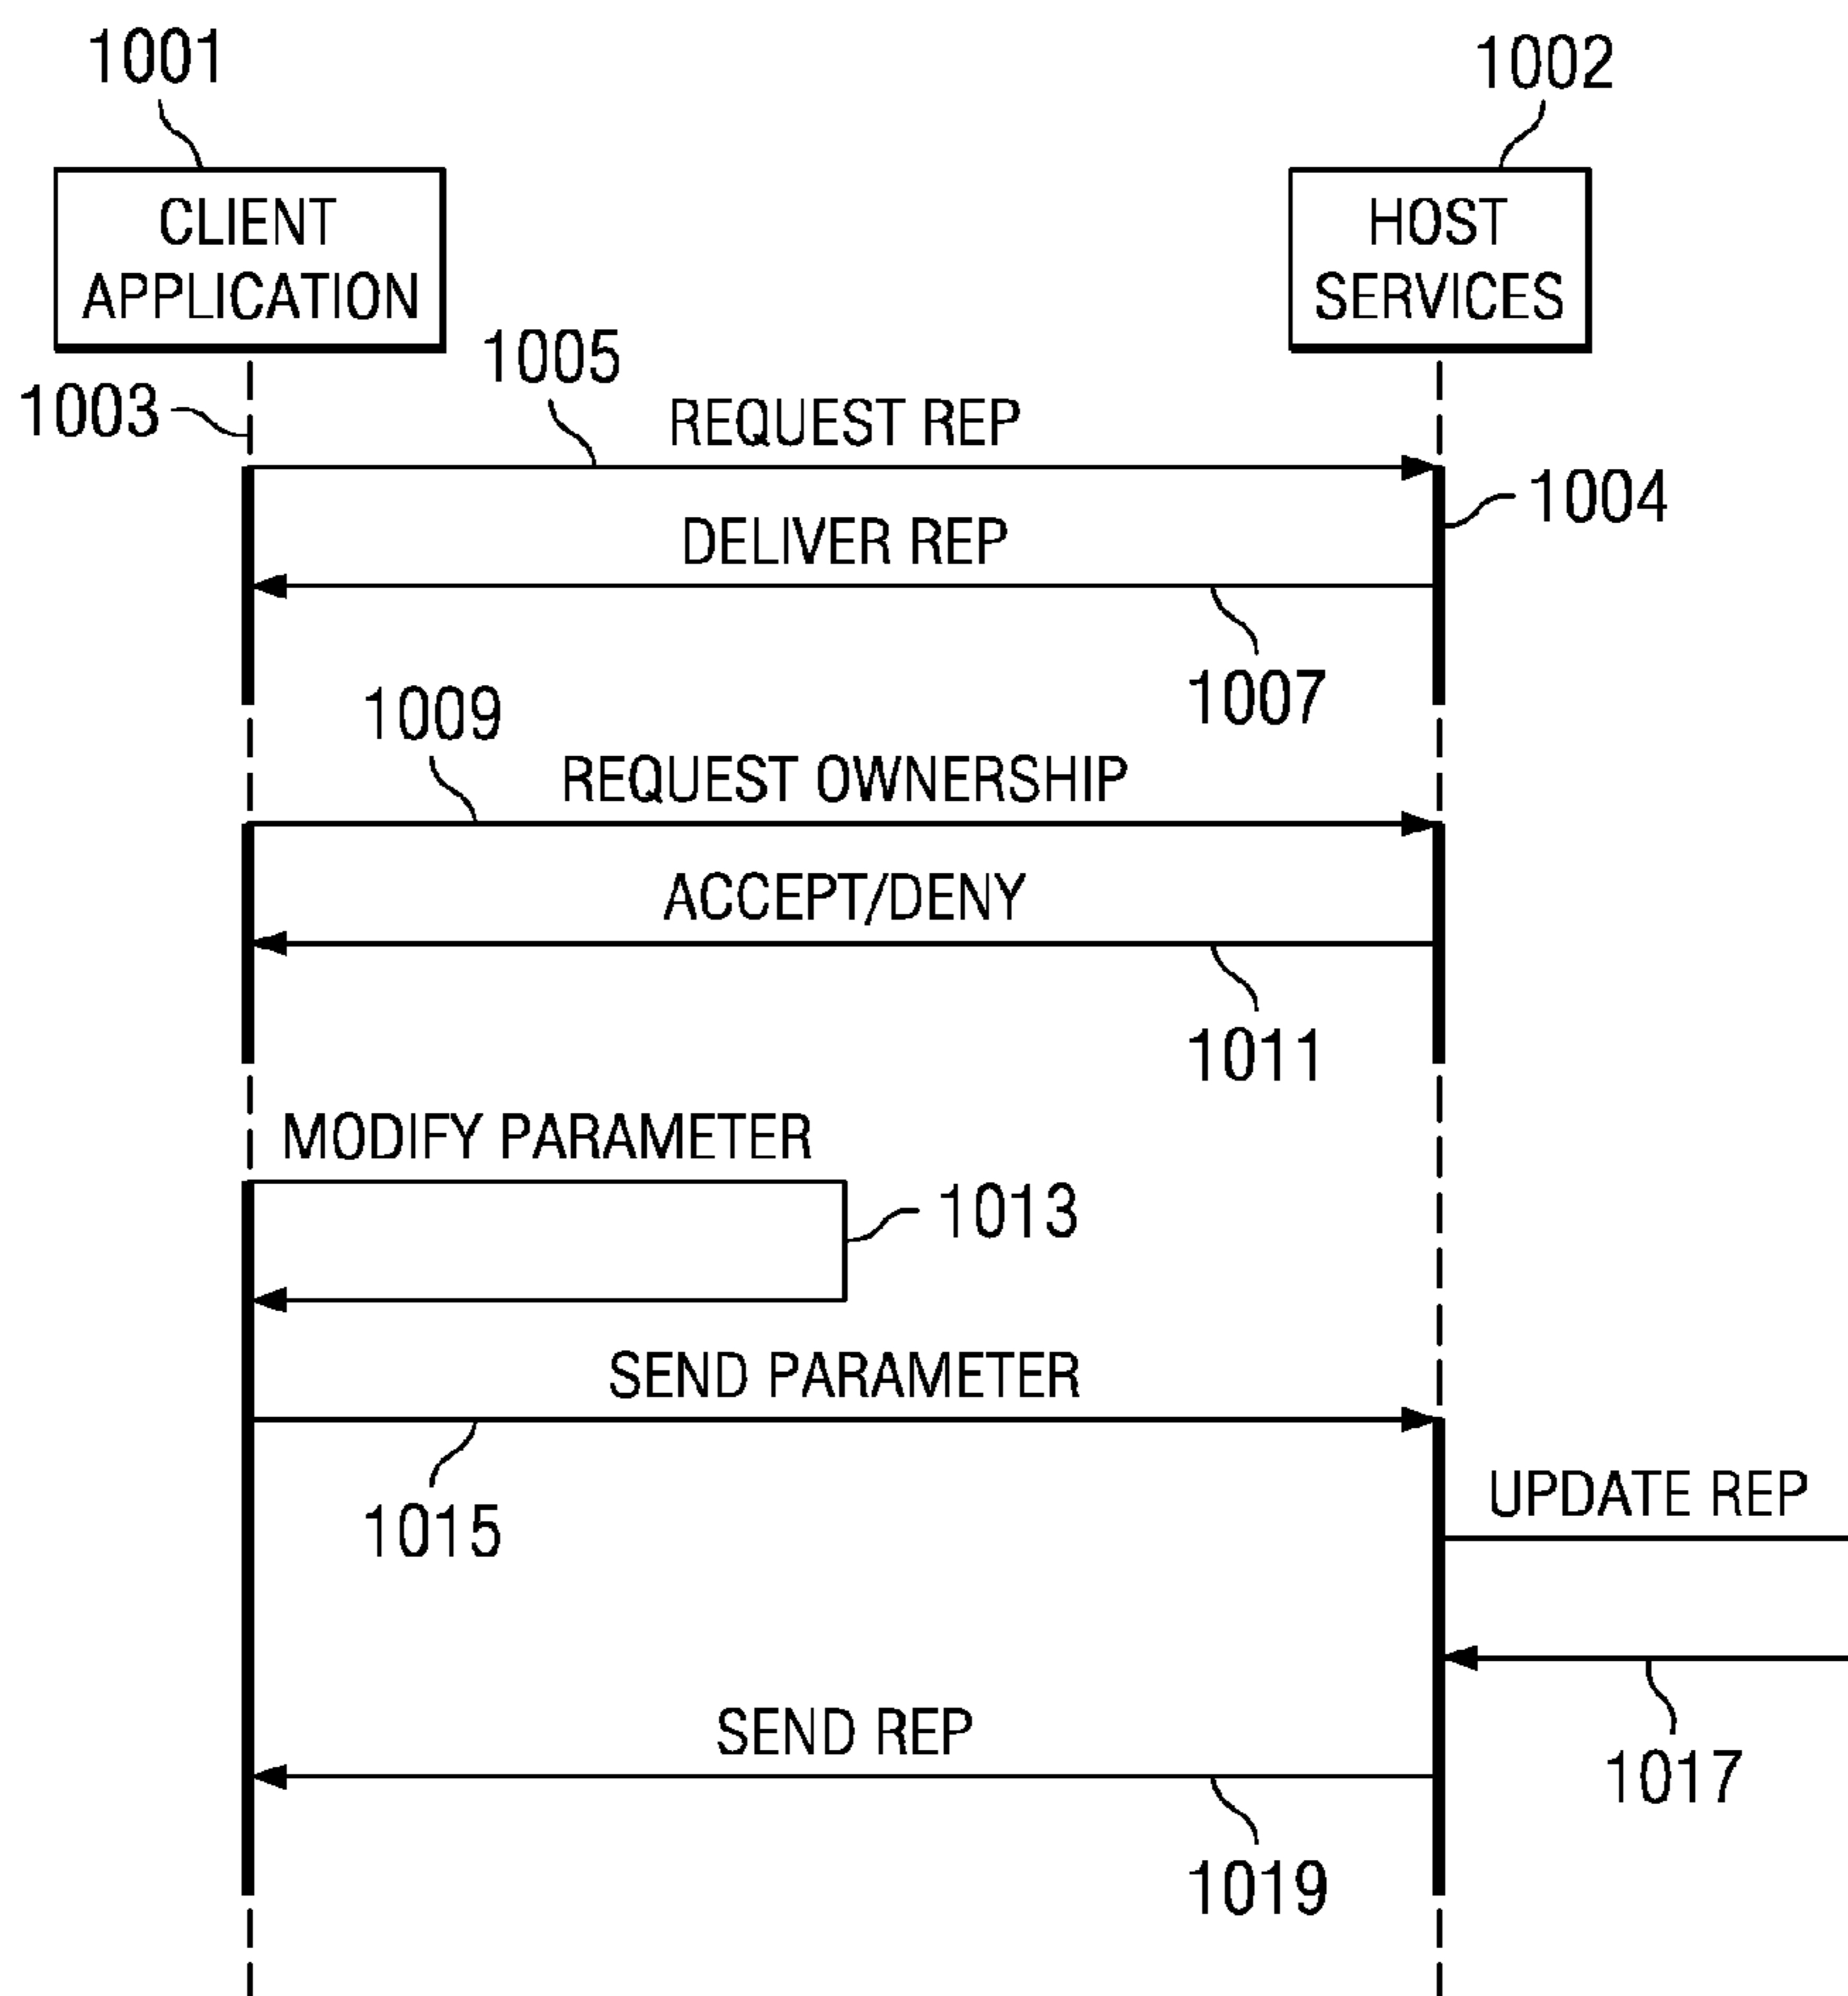 1001
1002
CLIENT
APPLICATION
HOST
SERVICES
1003
1005
REQUEST REP
1004
DELIVER REP
1007
1009
REQUEST OWNERSHIP
ACCEPT/DENY
1011
MODIFY PARAMETER
1013
SEND PARAMETER
1015
UPDATE REP
1017
SEND REP
1019